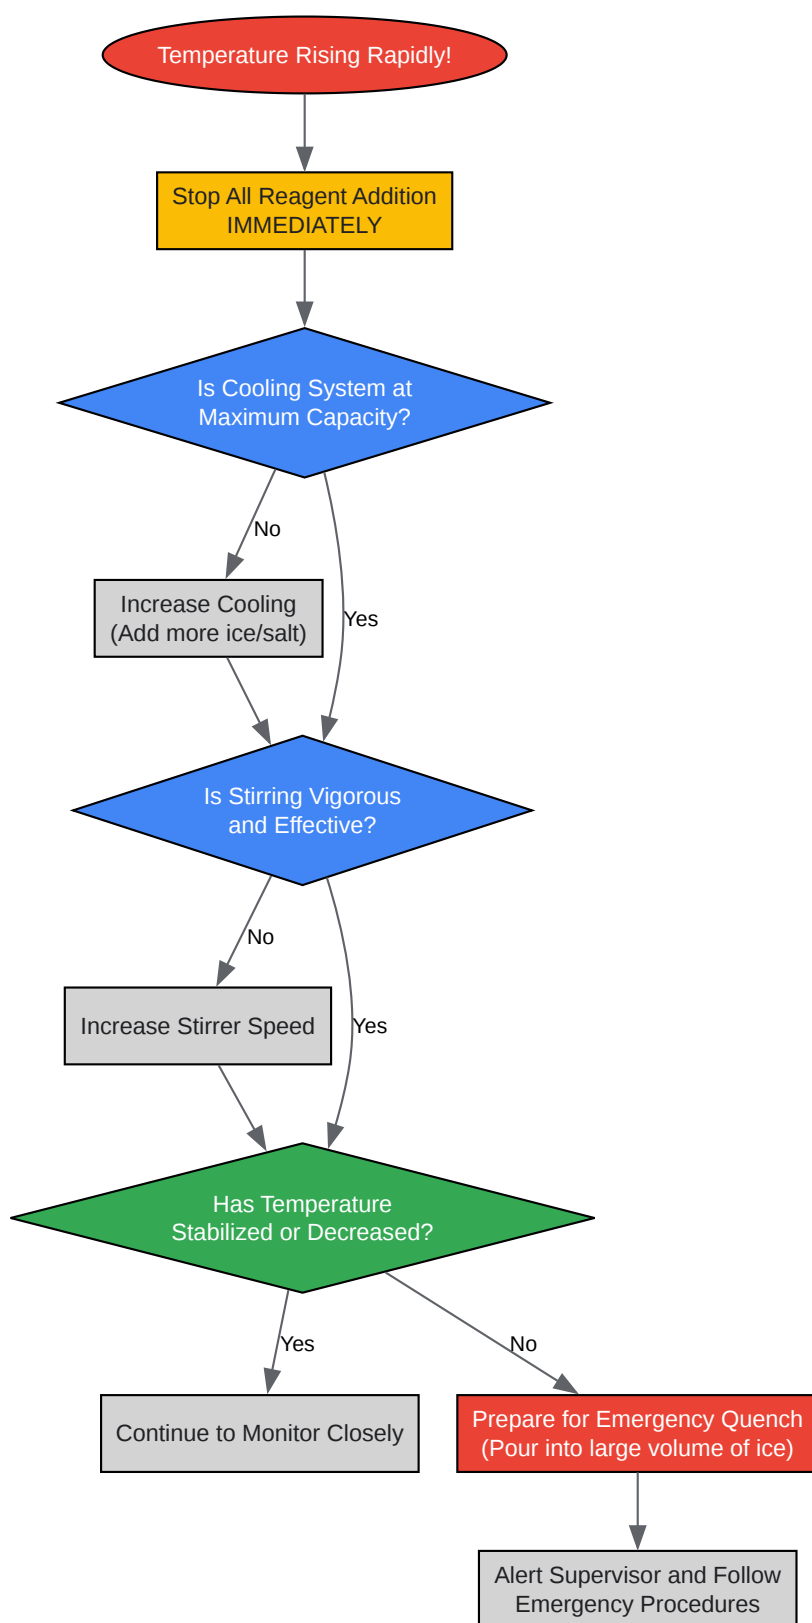 Temperature Rising Rapidly!
Stop All Reagent Addition
IMMEDIATELY
Is Cooling System at
Maximum Capacity?
No
Increase Cooling
(Add more ice/salt)
Yes
Is Stirring Vigorous
and Effective?
No
Increase Stirrer Speed
Yes
Has Temperature
Stabilized or Decreased?
Yes
No
Continue to Monitor Closely
Prepare for Emergency Quench
(Pour into large volume of ice)
Alert Supervisor and Follow
Emergency Procedures